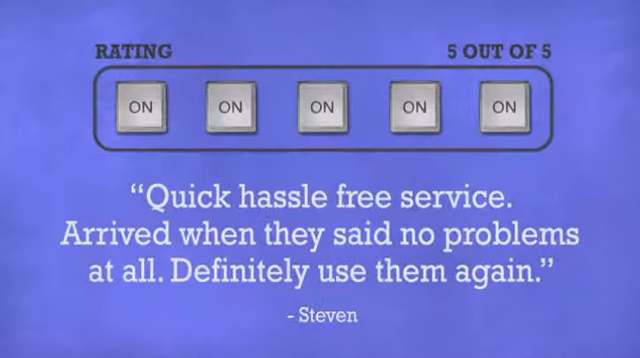 RATING 5 OUT OF 5
ON ON ON ON ON
“Quick hassle free service.
Arrived when they said no problems
at all. Definitely use them again.”
- Steven